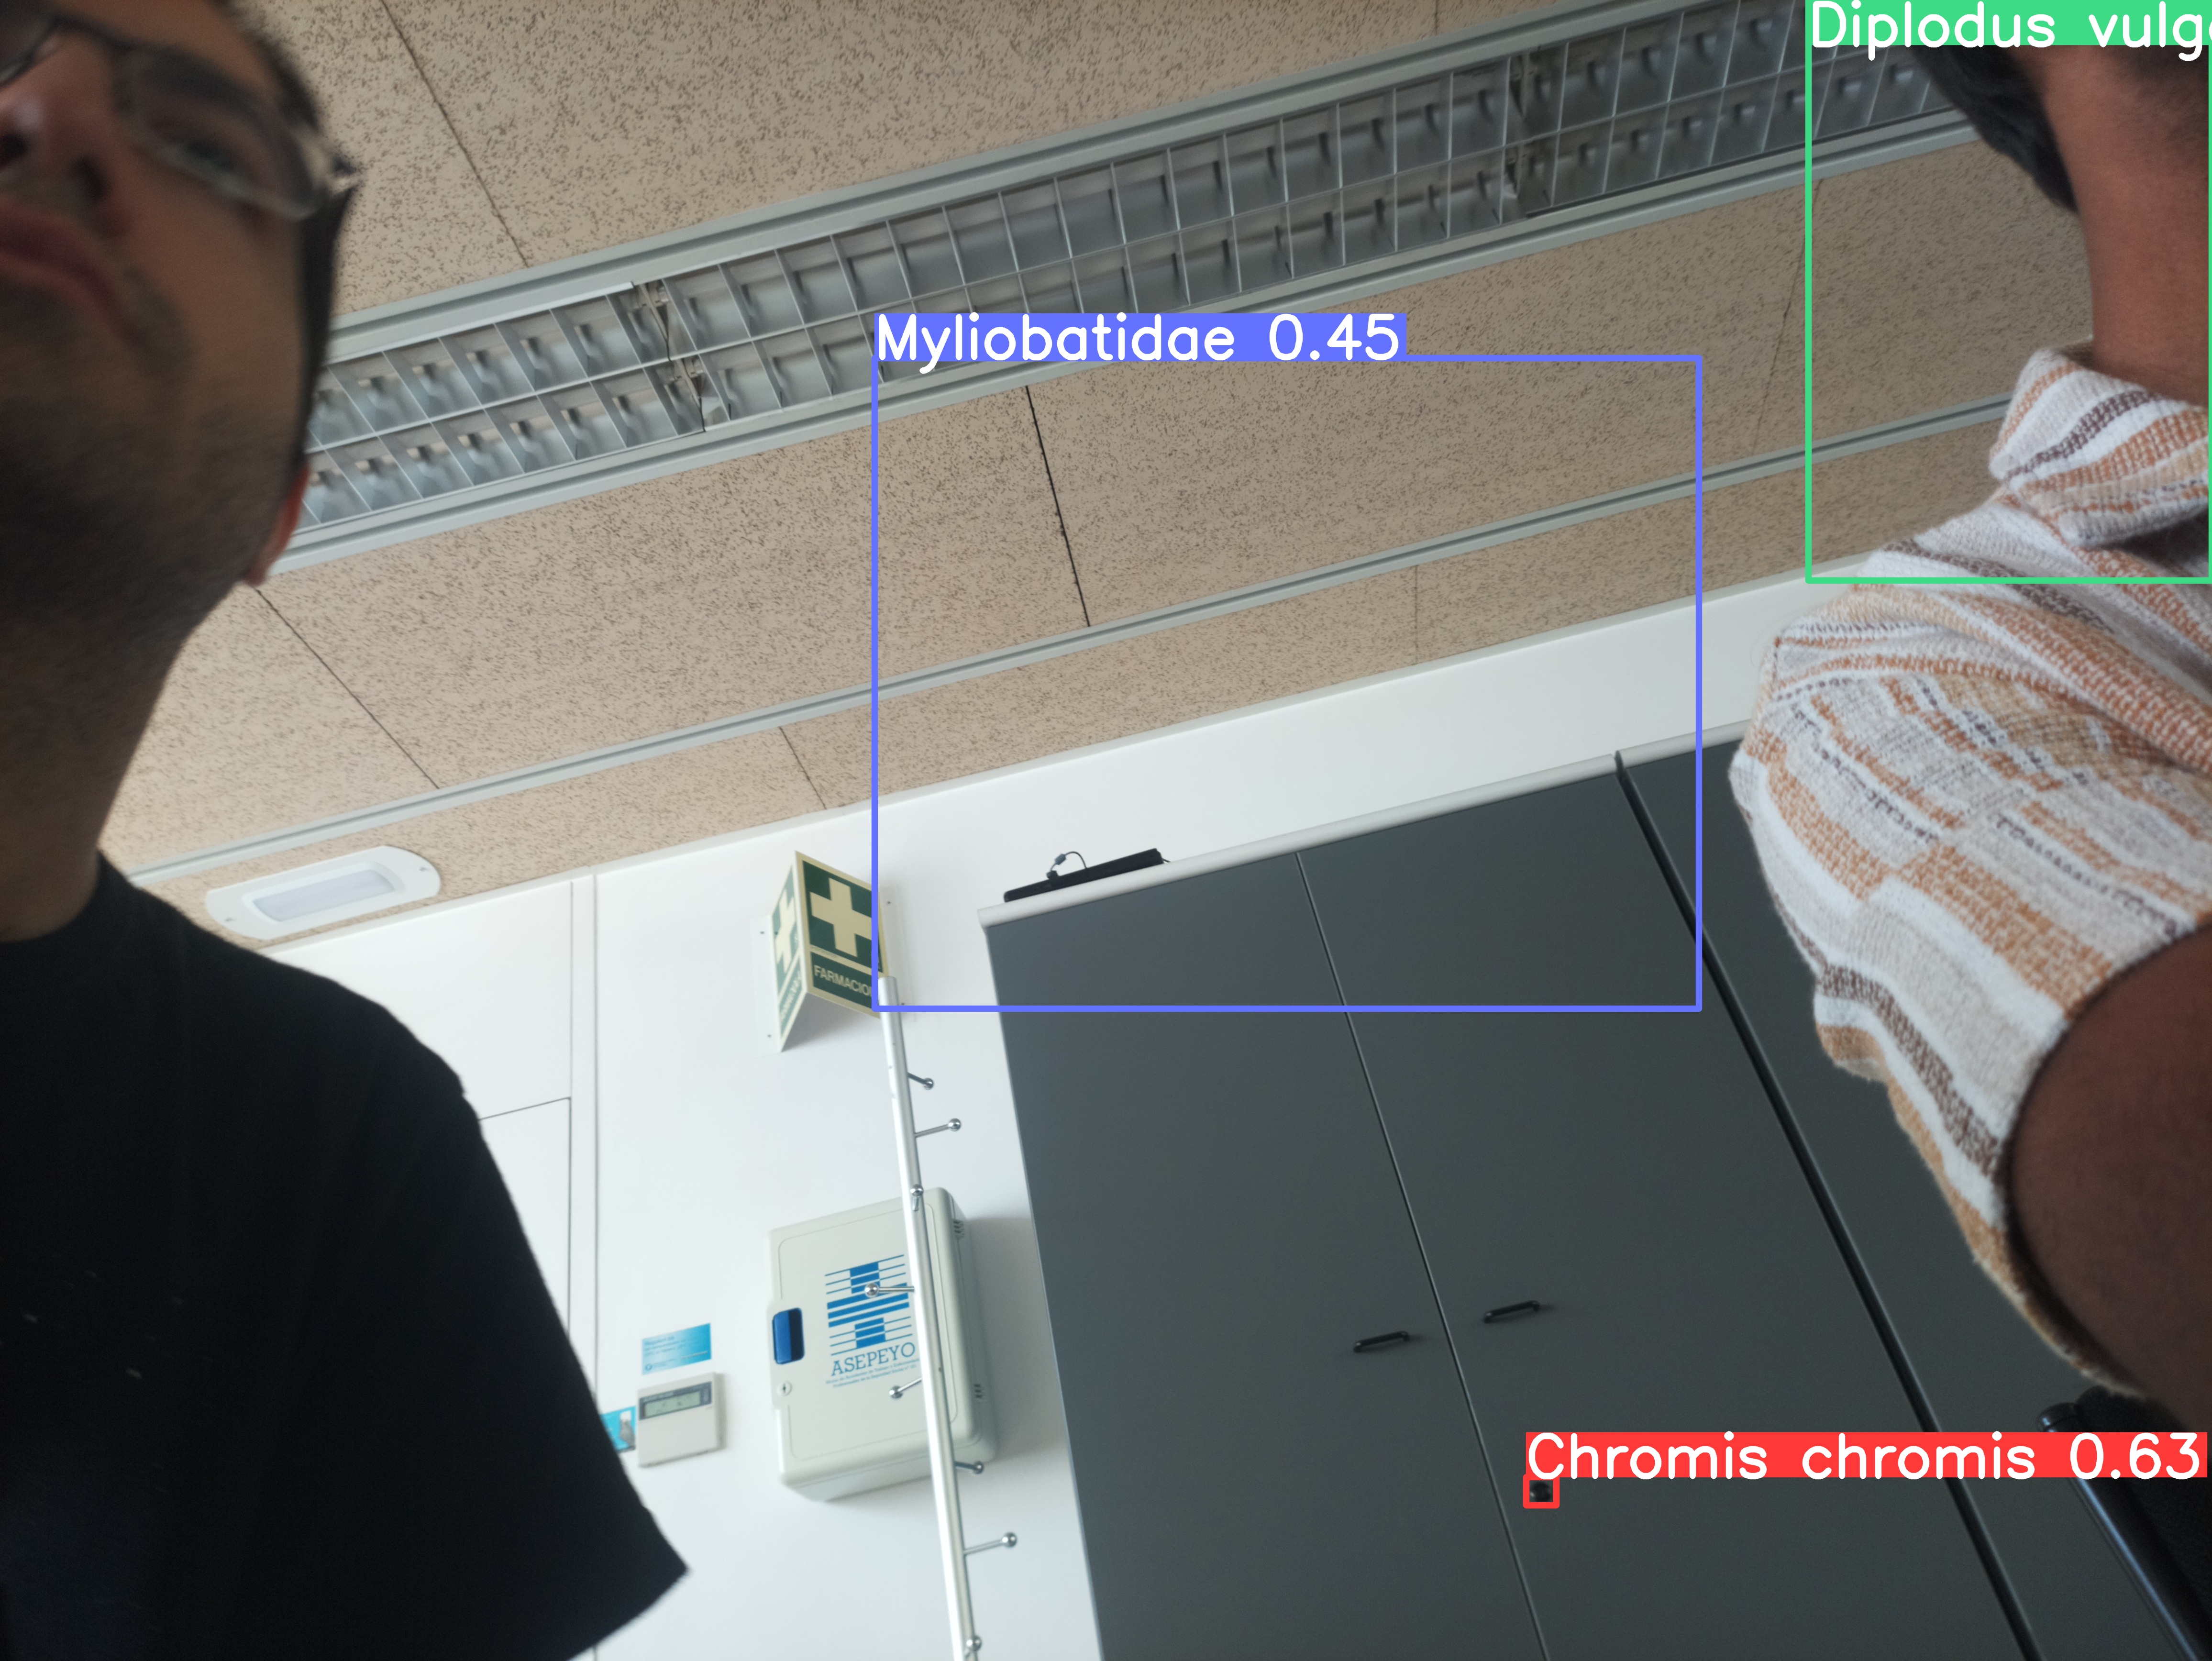 Diplodus vulg
Myliobatidae 0.45
FARMACIO
ASEPEYO
Chromis chromis 0.63